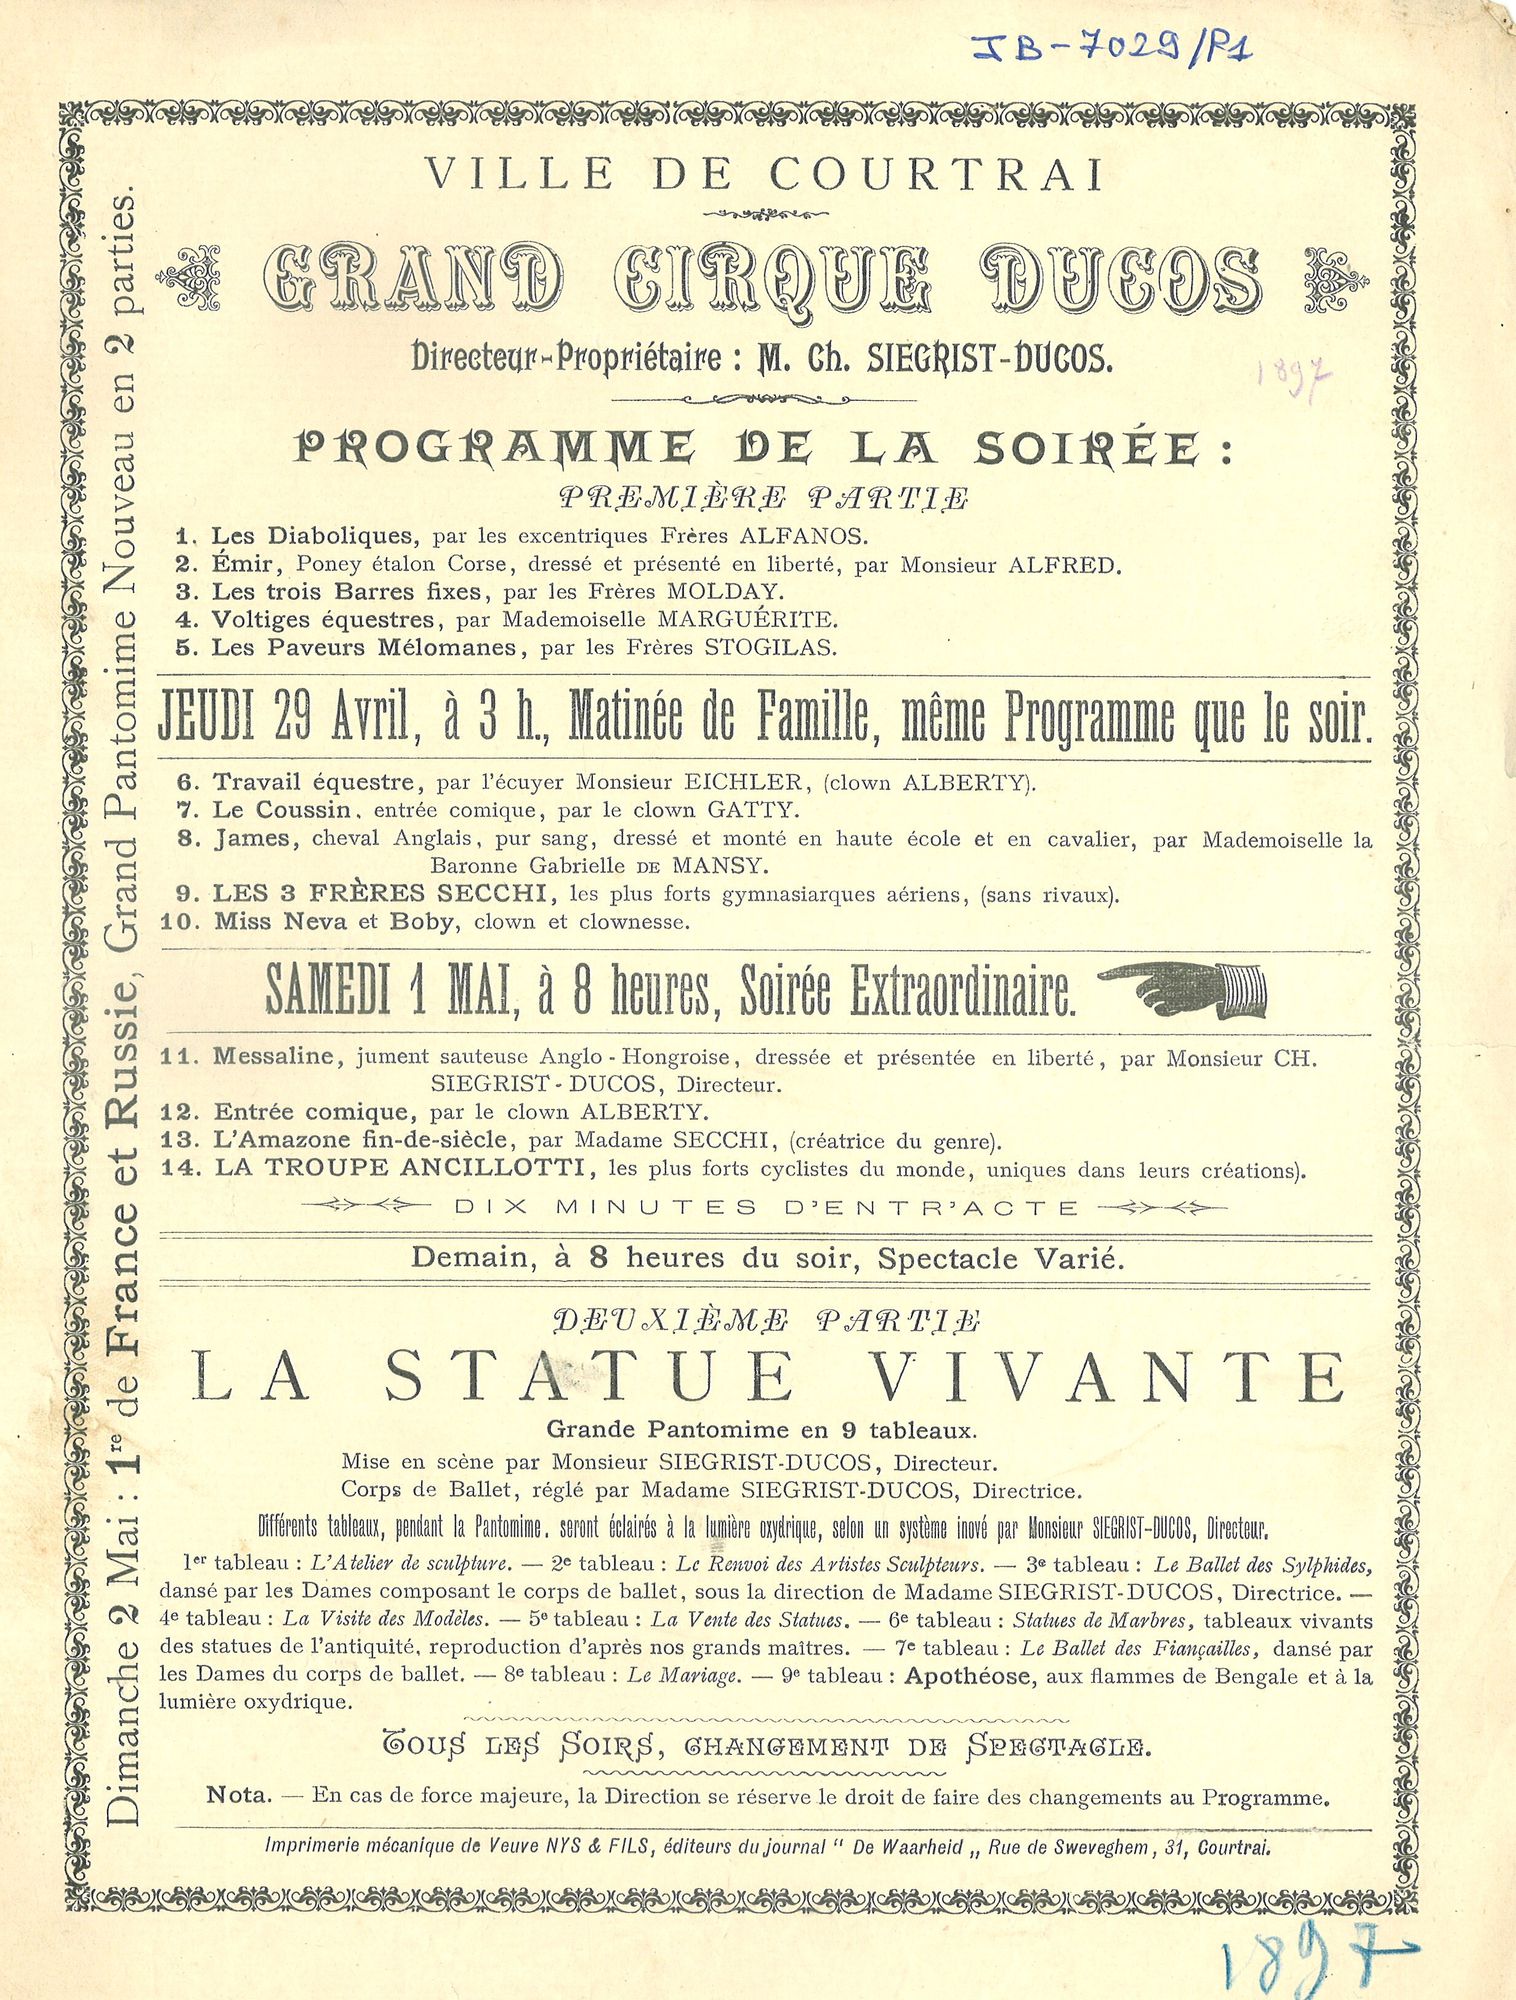 JB-7029/P1
VILLE DE COURTRAI
GRAND CIRQUE DUCOS
Directeur-Propriétaire : M. Ch. SIEGRIST-DUCOS.
1897
PROGRAMME DE LA SOIRÉE :
PREMIÈRE PARTIE
1. Les Diaboliques, par les excentriques Frères ALFANOS.
2. Émir, Poney étalon Corse, dressé et présenté en liberté, par Monsieur ALFRED.
3. Les trois Barres fixes, par les Frères MOLDAY.
4. Voltiges équestres, par Mademoiselle MARGUÉRITE.
5. Les Paveurs Mélomanes, par les Frères STOGILAS.
JEUDI 29 Avril, à 3 h., Matinée de Famille, même Programme que le soir.
6. Travail équestre, par l'écuyer Monsieur EICHLER, (clown ALBERTY).
7. Le Coussin, entrée comique, par le clown GATTY.
8. James, cheval Anglais, pur sang, dressé et monté en haute école et en cavalier, par Mademoiselle la
Baronne Gabrielle DE MANSY.
9. LES 3 FRÈRES SECCHI, les plus forts gymnasiarques aériens, (sans rivaux).
10. Miss Neva et Boby, clown et clownesse.
SAMEDI 1 MAI, à 8 heures, Soirée Extraordinaire.
11. Messaline, jument sauteuse Anglo-Hongroise, dressée et présentée en liberté, par Monsieur CH.
SIEGRIST-DUCOS, Directeur.
12. Entrée comique, par le clown ALBERTY.
13. L'Amazone fin-de-siècle, par Madame SECCHI, (créatrice du genre).
14. LA TROUPE ANCILLOTTI, les plus forts cyclistes du monde, uniques dans leurs créations).
DIX MINUTES D'ENTR'ACTE
Demain, à 8 heures du soir, Spectacle Varié.
DEUXIÈME PARTIE
LA STATUE VIVANTE
Grande Pantomime en 9 tableaux.
Mise en scène par Monsieur SIEGRIST-DUCOS, Directeur.
Corps de Ballet, réglé par Madame SIEGRIST-DUCOS, Directrice.
Différents tableaux, pendant la Pantomime, seront éclairés à la lumière oxydrique, selon un système inové par Monsieur SIEGRIST-DUCOS, Directeur.
1er tableau : L'Atelier de sculpture. — 2e tableau : Le Renvoi des Artistes Sculpteurs. — 3e tableau : Le Ballet des Sylphides,
dansé par les Dames composant le corps de ballet, sous la direction de Madame SIEGRIST-DUCOS, Directrice. —
4e tableau : La Visite des Modèles. — 5e tableau : La Vente des Statues. — 6e tableau : Statues de Marbres, tableaux vivants
des statues de l'antiquité, reproduction d'après nos grands maîtres. — 7e tableau : Le Ballet des Fiançailles, dansé par
les Dames du corps de ballet. — 8e tableau : Le Mariage. — 9e tableau : Apothéose, aux flammes de Bengale et à la
lumière oxydrique.
TOUS LES SOIRS, CHANGEMENT DE SPECTACLE.
Nota. — En cas de force majeure, la Direction se réserve le droit de faire des changements au Programme.
Imprimerie mécanique de Veuve NYS & FILS, éditeurs du journal " De Waarheid „ Rue de Sweveghem, 31, Courtrai.
Dimanche 2 Mai : 1re de France et Russie, Grand Pantomime Nouveau en 2 parties.
1897